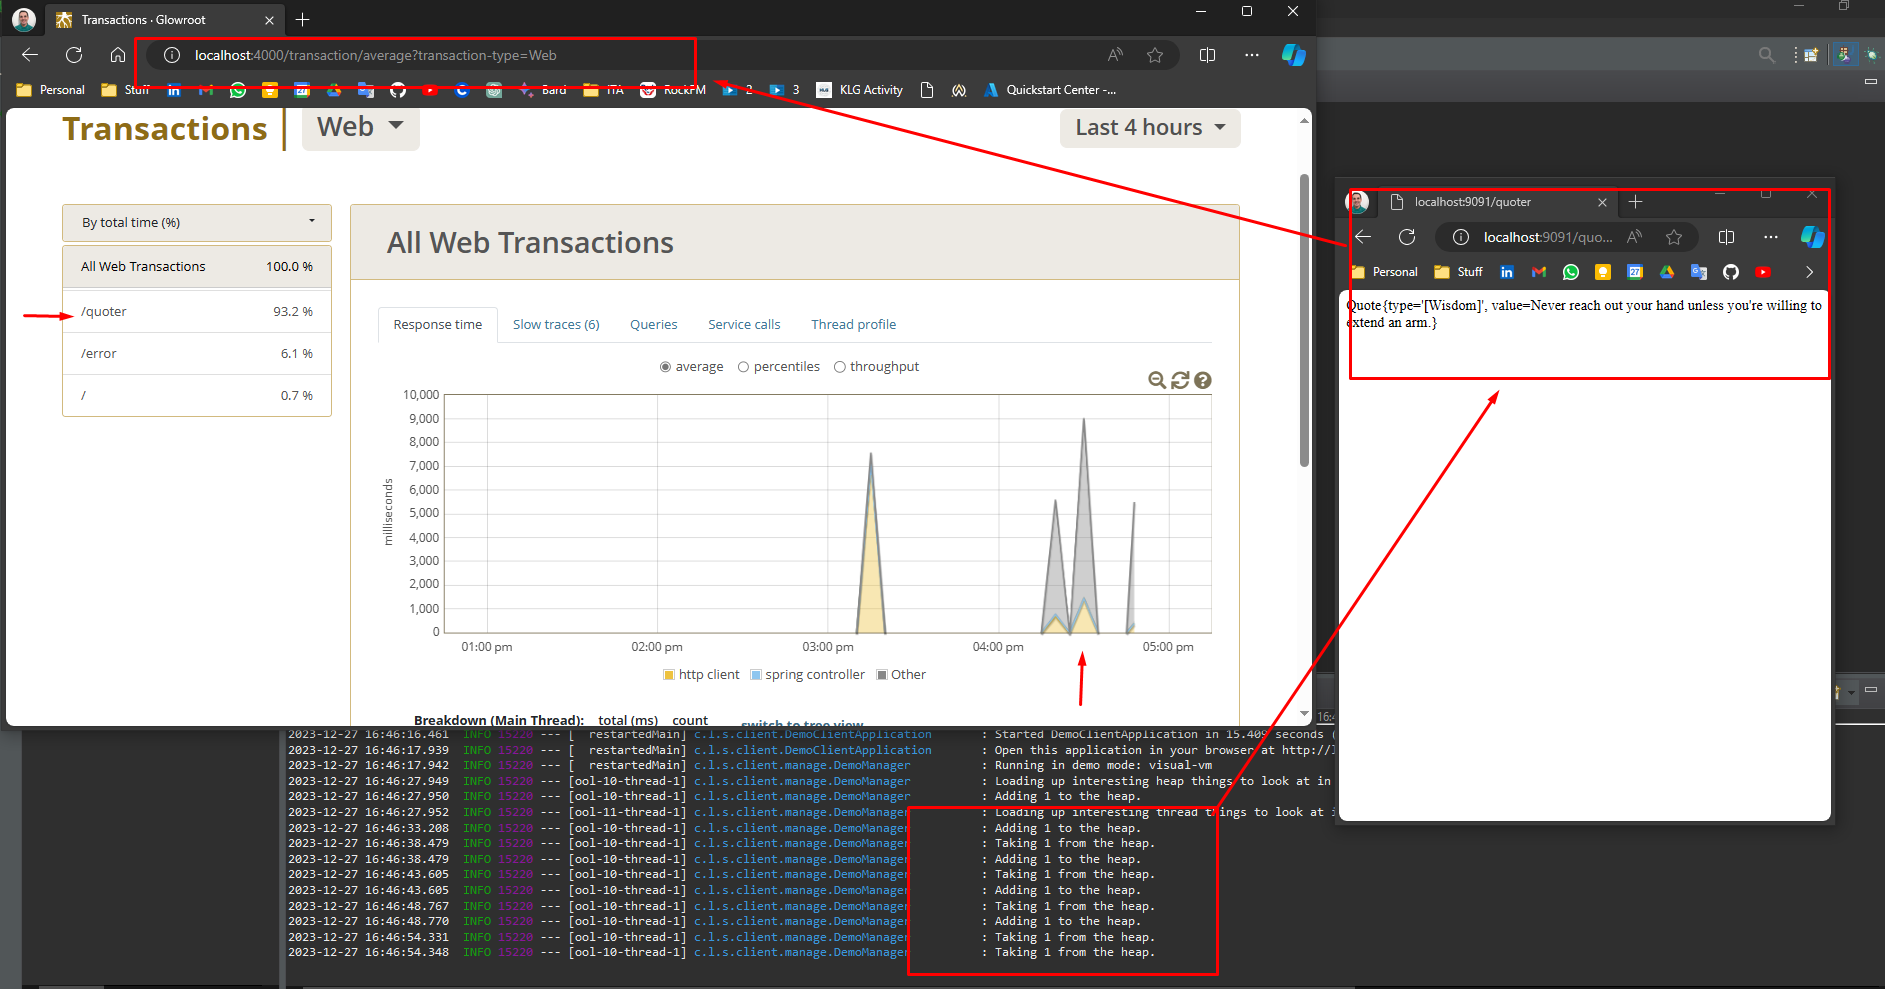 Transactions · Glowroot
localhost:4000/transaction/average?transaction-type=Web
Personal Stuff Bard ITA RockFM 2 3 KLG Activity Quickstart Center -...
Transactions Web Last 4 hours
By total time (%)
All Web Transactions 100.0 %
/quoter 93.2 %
/error 6.1 %
/ 0.7 %
All Web Transactions
Response time Slow traces (6) Queries Service calls Thread profile
average percentiles throughput
10,000
9,000
8,000
7,000
6,000
5,000
4,000
3,000
2,000
1,000
0
milliseconds
01:00 pm 02:00 pm 03:00 pm 04:00 pm 05:00 pm
http client spring controller Other
Breakdown (Main Thread): total (ms) count switch to tree view
localhost:9091/quoter
localhost:9091/quo...
Personal Stuff
Quote{type='[Wisdom]', value=Never reach out your hand unless you're willing to
extend an arm.}
16:4
2023-12-27 16:46:16.461 INFO 15220 --- [ restartedMain] c.l.s.client.DemoClientApplication : Started DemoClientApplication in 15.409 seconds (
2023-12-27 16:46:17.939 INFO 15220 --- [ restartedMain] c.l.s.client.DemoClientApplication : Open this application in your browser at http://l
2023-12-27 16:46:17.942 INFO 15220 --- [ restartedMain] c.l.s.client.manage.DemoManager : Running in demo mode: visual-vm
2023-12-27 16:46:27.949 INFO 15220 --- [ool-10-thread-1] c.l.s.client.manage.DemoManager : Loading up interesting heap things to look at in
2023-12-27 16:46:27.950 INFO 15220 --- [ool-10-thread-1] c.l.s.client.manage.DemoManager : Adding 1 to the heap.
2023-12-27 16:46:27.952 INFO 15220 --- [ool-11-thread-1] c.l.s.client.manage.DemoManager : Loading up interesting thread things to look at i
2023-12-27 16:46:33.208 INFO 15220 --- [ool-10-thread-1] c.l.s.client.manage.DemoManager : Adding 1 to the heap.
2023-12-27 16:46:38.479 INFO 15220 --- [ool-10-thread-1] c.l.s.client.manage.DemoManager : Taking 1 from the heap.
2023-12-27 16:46:38.479 INFO 15220 --- [ool-10-thread-1] c.l.s.client.manage.DemoManager : Adding 1 to the heap.
2023-12-27 16:46:43.605 INFO 15220 --- [ool-10-thread-1] c.l.s.client.manage.DemoManager : Taking 1 from the heap.
2023-12-27 16:46:43.605 INFO 15220 --- [ool-10-thread-1] c.l.s.client.manage.DemoManager : Adding 1 to the heap.
2023-12-27 16:46:48.767 INFO 15220 --- [ool-10-thread-1] c.l.s.client.manage.DemoManager : Taking 1 from the heap.
2023-12-27 16:46:48.770 INFO 15220 --- [ool-10-thread-1] c.l.s.client.manage.DemoManager : Adding 1 to the heap.
2023-12-27 16:46:54.331 INFO 15220 --- [ool-10-thread-1] c.l.s.client.manage.DemoManager : Taking 1 from the heap.
2023-12-27 16:46:54.348 INFO 15220 --- [ool-10-thread-1] c.l.s.client.manage.DemoManager : Taking 1 from the heap.